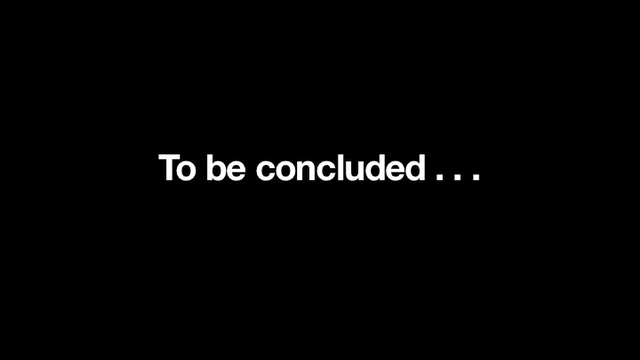 To be concluded . . .